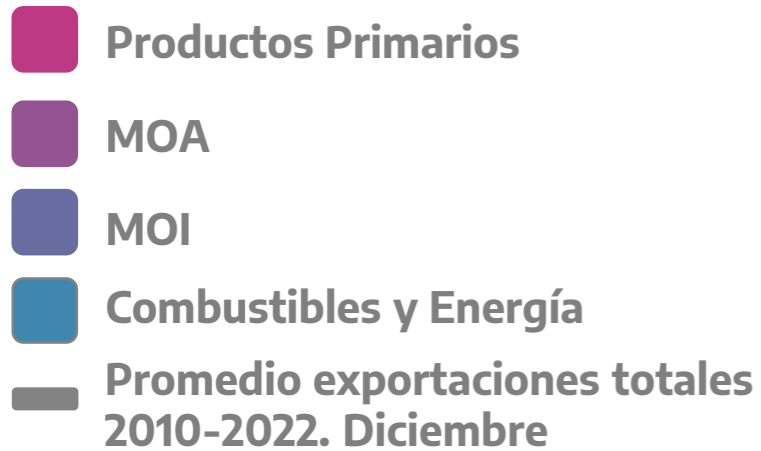 Productos Primarios
MOA
MOI
Combustibles y Energía
Promedio exportaciones totales
2010-2022. Diciembre